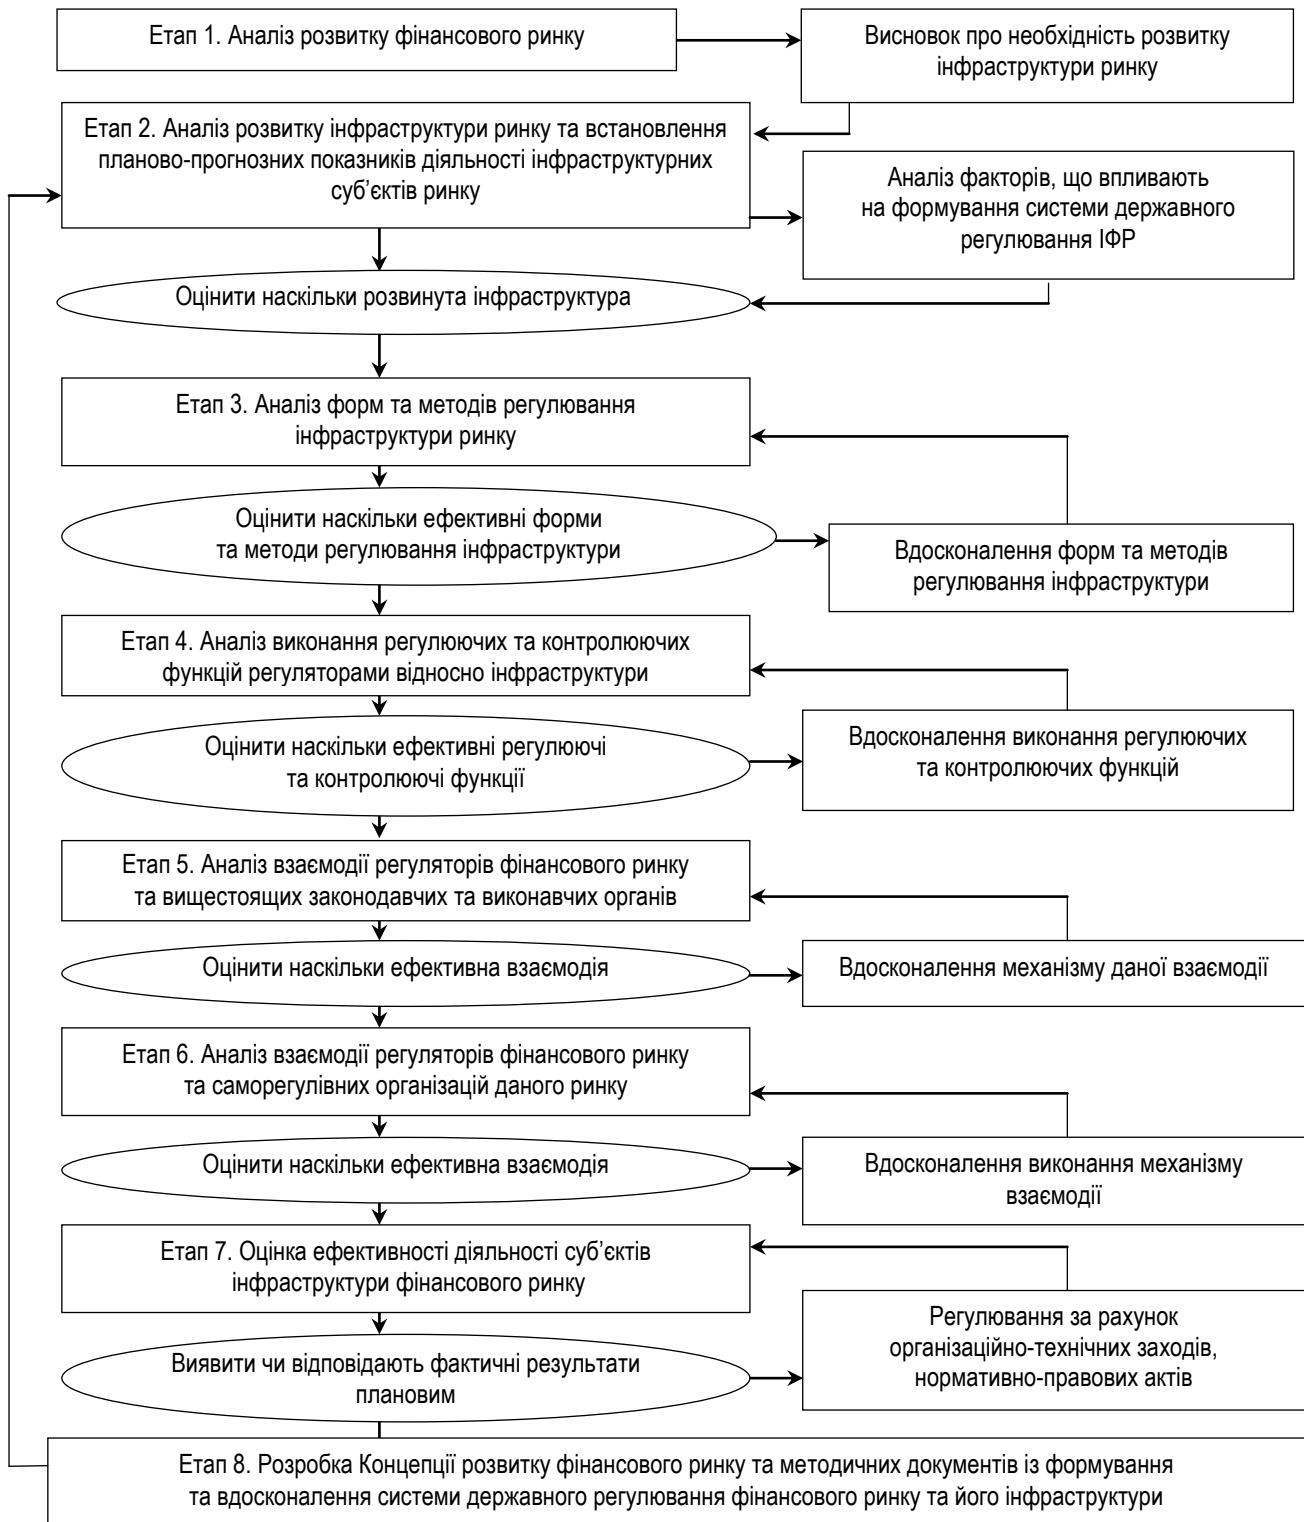 Етап 1. Аналіз розвитку фінансового ринку
Висновок про необхідність розвитку
інфраструктури ринку
Етап 2. Аналіз розвитку інфраструктури ринку та встановлення
планово-прогнозних показників діяльності інфраструктурних
суб’єктів ринку
Аналіз факторів, що впливають
на формування системи державного
регулювання ІФР
Оцінити наскільки розвинута інфраструктура
Етап 3. Аналіз форм та методів регулювання
інфраструктури ринку
Оцінити наскільки ефективні форми
та методи регулювання інфраструктури
Вдосконалення форм та методів
регулювання інфраструктури
Етап 4. Аналіз виконання регулюючих та контролюючих
функцій регуляторами відносно інфраструктури
Оцінити наскільки ефективні регулюючі
та контролюючі функції
Вдосконалення виконання регулюючих
та контролюючих функцій
Етап 5. Аналіз взаємодії регуляторів фінансового ринку
та вищестоящих законодавчих та виконавчих органів
Оцінити наскільки ефективна взаємодія
Вдосконалення механізму даної взаємодії
Етап 6. Аналіз взаємодії регуляторів фінансового ринку
та саморегулівних організацій даного ринку
Оцінити наскільки ефективна взаємодія
Вдосконалення виконання механізму
взаємодії
Етап 7. Оцінка ефективності діяльності суб’єктів
інфраструктури фінансового ринку
Регулювання за рахунок
організаційно-технічних заходів,
нормативно-правових актів
Виявити чи відповідають фактичні результати
плановим
Етап 8. Розробка Концепції розвитку фінансового ринку та методичних документів із формування
та вдосконалення системи державного регулювання фінансового ринку та його інфраструктури